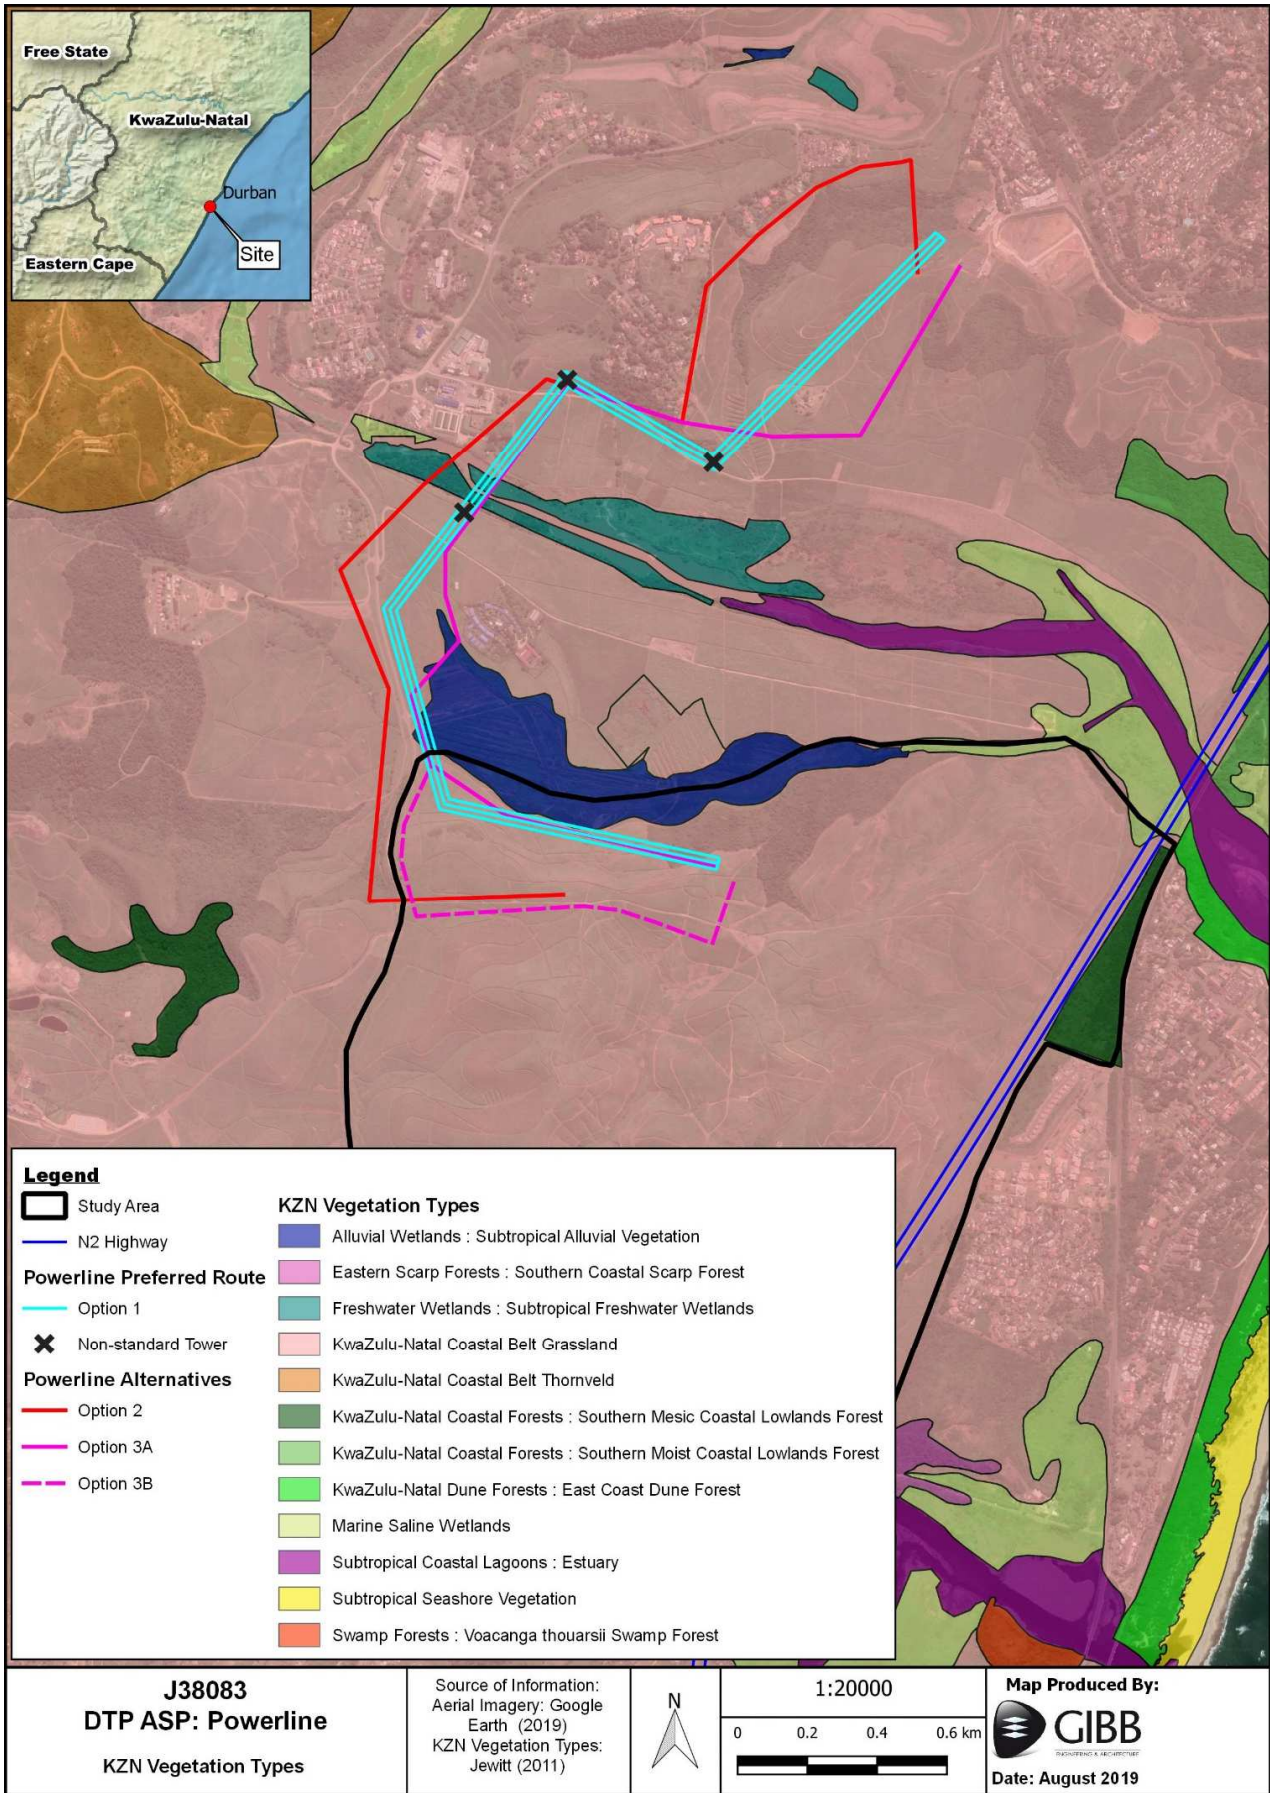 Free State
KwaZulu-Natal
Durban
Site
Eastern Cape
Legend
Study Area
N2 Highway
Powerline Preferred Route
Option 1
Non-standard Tower
Powerline Alternatives
Option 2
Option 3A
Option 3B
KZN Vegetation Types
Alluvial Wetlands : Subtropical Alluvial Vegetation
Eastern Scarp Forests : Southern Coastal Scarp Forest
Freshwater Wetlands : Subtropical Freshwater Wetlands
KwaZulu-Natal Coastal Belt Grassland
KwaZulu-Natal Coastal Belt Thornveld
KwaZulu-Natal Coastal Forests : Southern Mesic Coastal Lowlands Forest
KwaZulu-Natal Coastal Forests : Southern Moist Coastal Lowlands Forest
KwaZulu-Natal Dune Forests : East Coast Dune Forest
Marine Saline Wetlands
Subtropical Coastal Lagoons : Estuary
Subtropical Seashore Vegetation
Swamp Forests : Voacanga thouarsii Swamp Forest
J38083
DTP ASP: Powerline
KZN Vegetation Types
Source of Information:
Aerial Imagery: Google
Earth (2019)
KZN Vegetation Types:
Jewitt (2011)
N
1:20000
0 0.2 0.4 0.6 km
Map Produced By:
GIBB
ENGINEERING & ARCHITECTURE
Date: August 2019